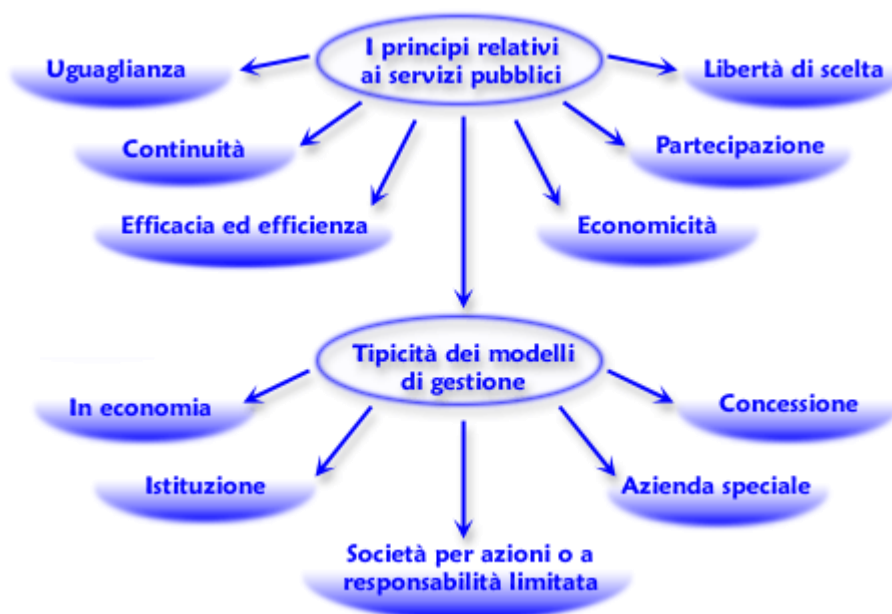 I principi relativi
ai servizi pubblici
Uguaglianza
Libertà di scelta
Continuità
Partecipazione
Efficacia ed efficienza
Economicità
Tipicità dei modelli
di gestione
In economia
Concessione
Istituzione
Azienda speciale
Società per azioni o a
responsabilità limitata